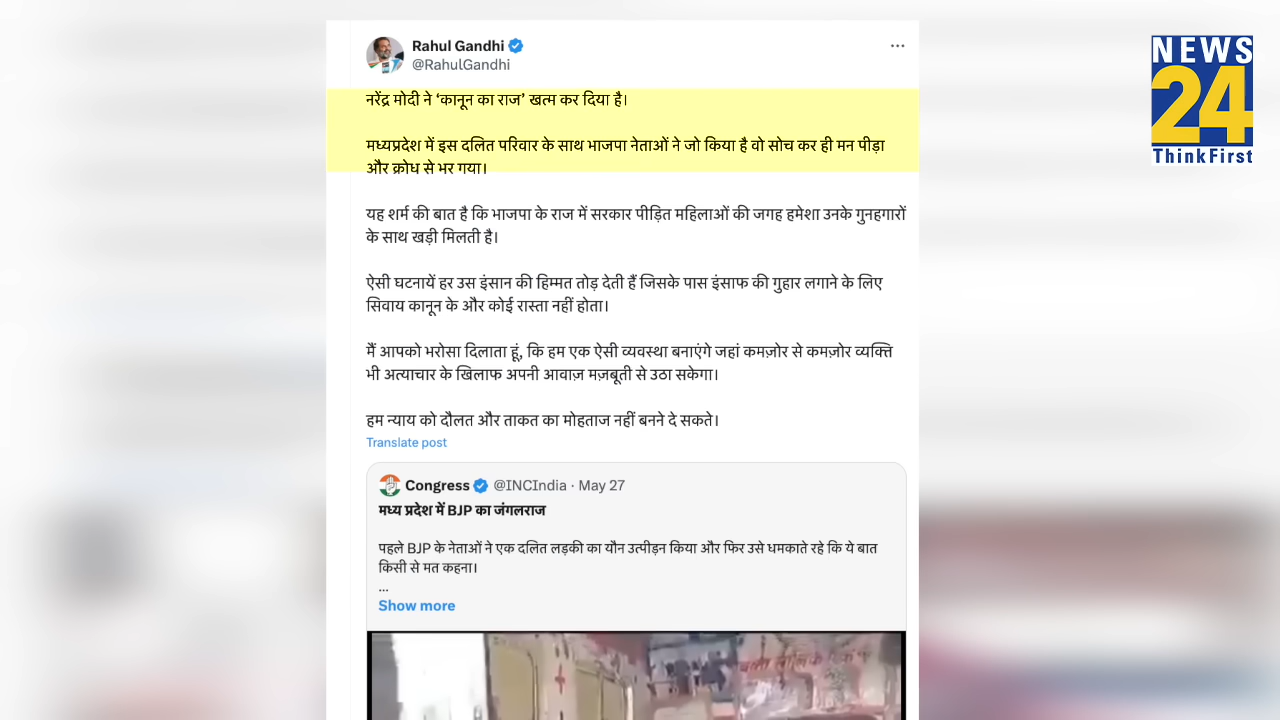 Rahul Gandhi
@RahulGandhi
नरेंद्र मोदी ने ‘कानून का राज’ खत्म कर दिया है।
मध्यप्रदेश में इस दलित परिवार के साथ भाजपा नेताओं ने जो किया है वो सोच कर ही मन पीड़ा
और क्रोध से भर गया।
यह शर्म की बात है कि भाजपा के राज में सरकार पीड़ित महिलाओं की जगह हमेशा उनके गुनहगारों
के साथ खड़ी मिलती है।
ऐसी घटनायें हर उस इंसान की हिम्मत तोड़ देती हैं जिसके पास इंसाफ की गुहार लगाने के लिए
सिवाय कानून के और कोई रास्ता नहीं होता।
मैं आपको भरोसा दिलाता हूं, कि हम एक ऐसी व्यवस्था बनाएंगे जहां कमज़ोर से कमज़ोर व्यक्ति
भी अत्याचार के खिलाफ अपनी आवाज़ मज़बूती से उठा सकेगा।
हम न्याय को दौलत और ताकत का मोहताज नहीं बनने दे सकते।
Translate post
Congress @INCIndia · May 27
मध्य प्रदेश में BJP का जंगलराज
पहले BJP के नेताओं ने एक दलित लड़की का यौन उत्पीड़न किया और फिर उसे धमकाते रहे कि ये बात
किसी से मत कहना।
...
Show more
NEWS
24
ThinkFirst